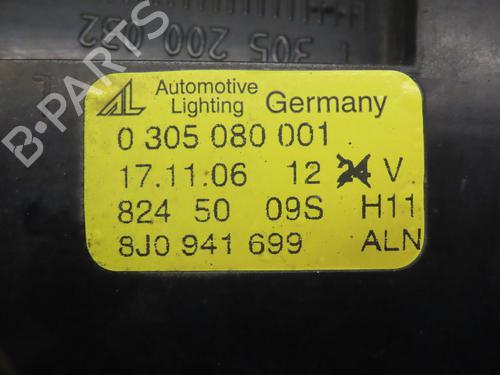 L 305 200 032
AL Automotive Lighting Germany
0 305 080 001
17.11.06 12 24 V
824 50 09S H11
8J0 941 699 ALN
B-PARTS